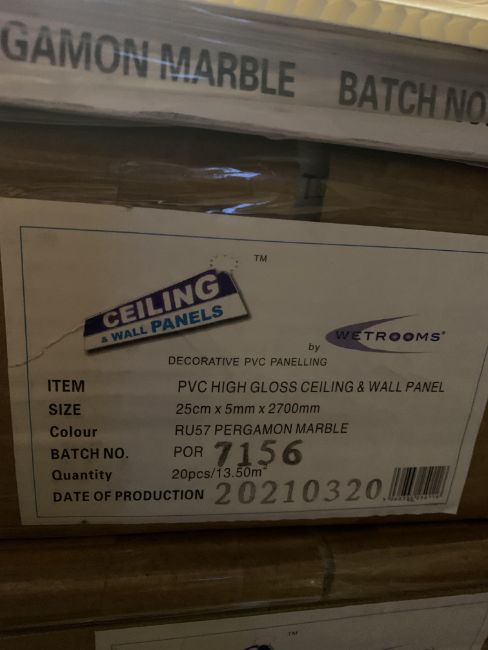 GAMON MARBLE BATCH NO.
TM
CEILING
& WALL PANELS
by WETROOMS®
DECORATIVE PVC PANELLING
ITEM PVC HIGH GLOSS CEILING & WALL PANEL
SIZE 25cm x 5mm x 2700mm
Colour RU57 PERGAMON MARBLE
BATCH NO. POR 7156
Quantity 20pcs/13.50m²
DATE OF PRODUCTION 20210320
TM